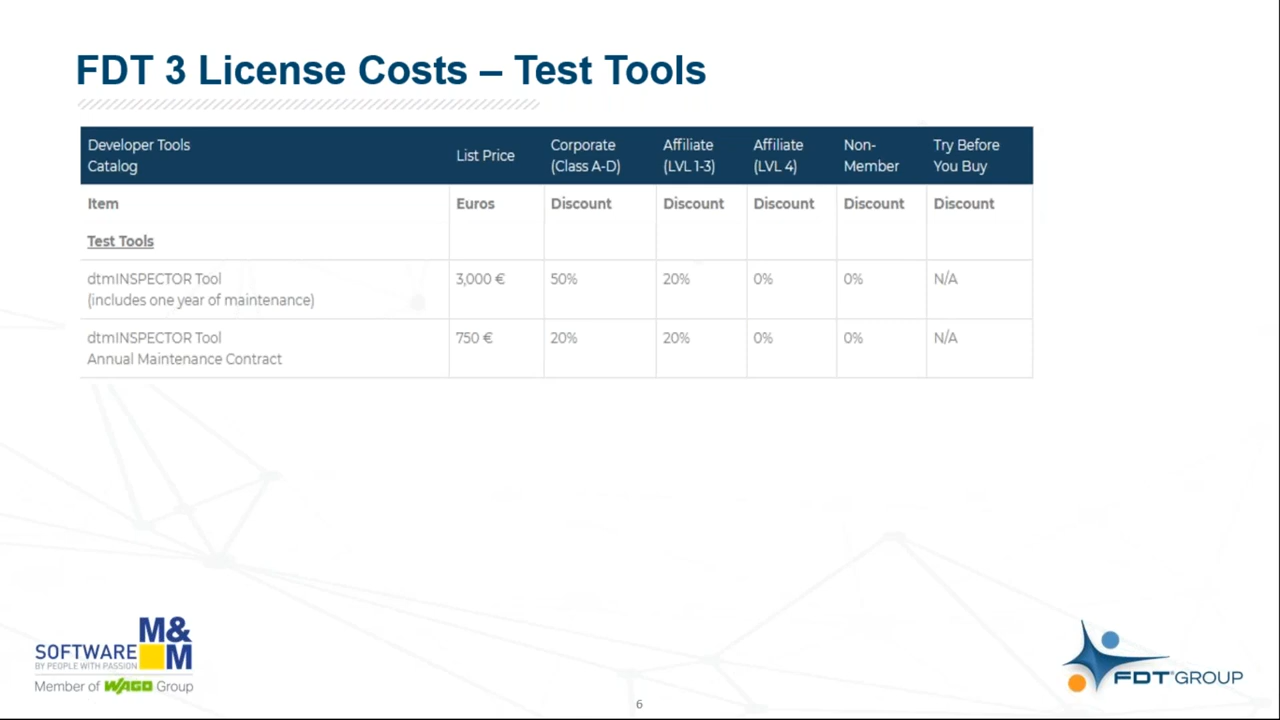 FDT 3 License Costs – Test Tools
Developer Tools
Catalog
List Price
Corporate
(Class A-D)
Affiliate
(LVL 1-3)
Affiliate
(LVL 4)
Non-
Member
Try Before
You Buy
Item
Euros
Discount
Discount
Discount
Discount
Discount
Test Tools
dtmINSPECTOR Tool
(includes one year of maintenance)
3,000 €
50%
20%
0%
0%
N/A
dtmINSPECTOR Tool
Annual Maintenance Contract
750 €
20%
20%
0%
0%
N/A
M&
SOFTWARE M
BY PEOPLE WITH PASSION
Member of WAGO Group
6
FDT® GROUP